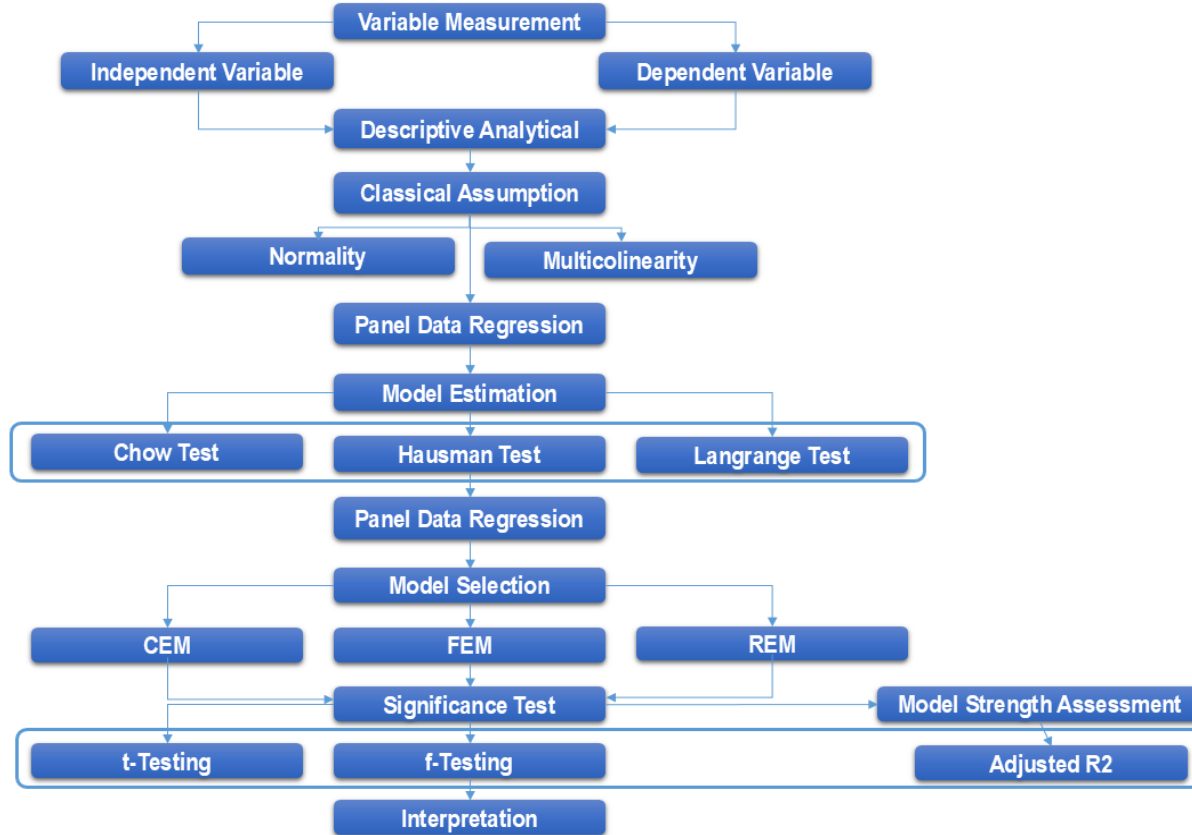 Variable Measurement
Independent Variable
Dependent Variable
Descriptive Analytical
Classical Assumption
Normality
Multicolinearity
Panel Data Regression
Model Estimation
Chow Test
Hausman Test
Langrange Test
Panel Data Regression
Model Selection
CEM
FEM
REM
Significance Test
Model Strength Assessment
t-Testing
f-Testing
Adjusted R2
Interpretation